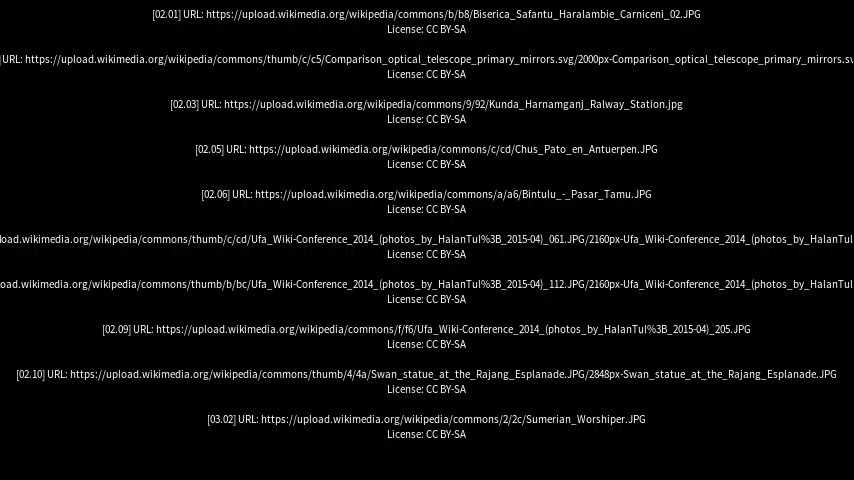 [02.01] URL: https://upload.wikimedia.org/wikipedia/commons/b/b8/Biserica_Safantu_Haralambie_Carniceni_02.JPG
License: CC BY-SA
URL: https://upload.wikimedia.org/wikipedia/commons/thumb/c/c5/Comparison_optical_telescope_primary_mirrors.svg/2000px-Comparison_optical_telescope_primary_mirrors.sv
License: CC BY-SA
[02.03] URL: https://upload.wikimedia.org/wikipedia/commons/9/92/Kunda_Harnamganj_Ralway_Station.jpg
License: CC BY-SA
[02.05] URL: https://upload.wikimedia.org/wikipedia/commons/c/cd/Chus_Pato_en_Antuerpen.JPG
License: CC BY-SA
[02.06] URL: https://upload.wikimedia.org/wikipedia/commons/a/a6/Bintulu_-_Pasar_Tamu.JPG
License: CC BY-SA
load.wikimedia.org/wikipedia/commons/thumb/c/cd/Ufa_Wiki-Conference_2014_(photos_by_HalanTul%3B_2015-04)_061.JPG/2160px-Ufa_Wiki-Conference_2014_(photos_by_HalanTul
License: CC BY-SA
oad.wikimedia.org/wikipedia/commons/thumb/b/bc/Ufa_Wiki-Conference_2014_(photos_by_HalanTul%3B_2015-04)_112.JPG/2160px-Ufa_Wiki-Conference_2014_(photos_by_HalanTul
License: CC BY-SA
[02.09] URL: https://upload.wikimedia.org/wikipedia/commons/f/f6/Ufa_Wiki-Conference_2014_(photos_by_HalanTul%3B_2015-04)_205.JPG
License: CC BY-SA
[02.10] URL: https://upload.wikimedia.org/wikipedia/commons/thumb/4/4a/Swan_statue_at_the_Rajang_Esplanade.JPG/2848px-Swan_statue_at_the_Rajang_Esplanade.JPG
License: CC BY-SA
[03.02] URL: https://upload.wikimedia.org/wikipedia/commons/2/2c/Sumerian_Worshiper.JPG
License: CC BY-SA